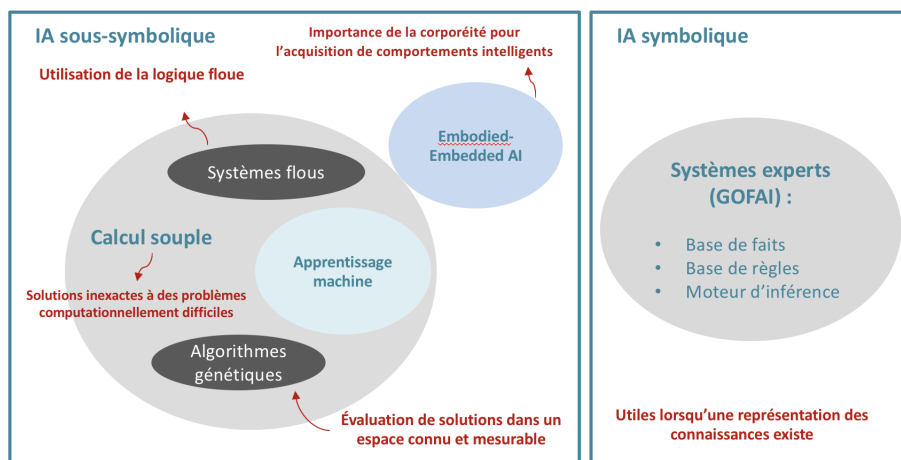 IA sous-symbolique
Importance de la corporéité pour
l'acquisition de comportements intelligents
Utilisation de la logique floue
Embodied-
Embedded AI
Systèmes flous
Calcul souple
Apprentissage
machine
Solutions inexactes à des problèmes
computationnellement difficiles
Algorithmes
génétiques
Évaluation de solutions dans un
espace connu et mesurable
IA symbolique
Systèmes experts
(GOFAI) :
• Base de faits
• Base de règles
• Moteur d'inférence
Utiles lorsqu'une représentation des
connaissances existe